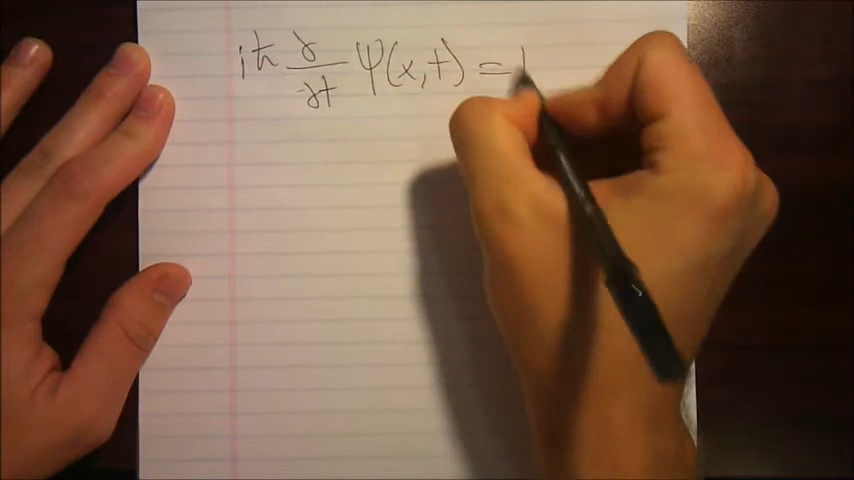 iħ ∂/∂t Ψ(x,t) =